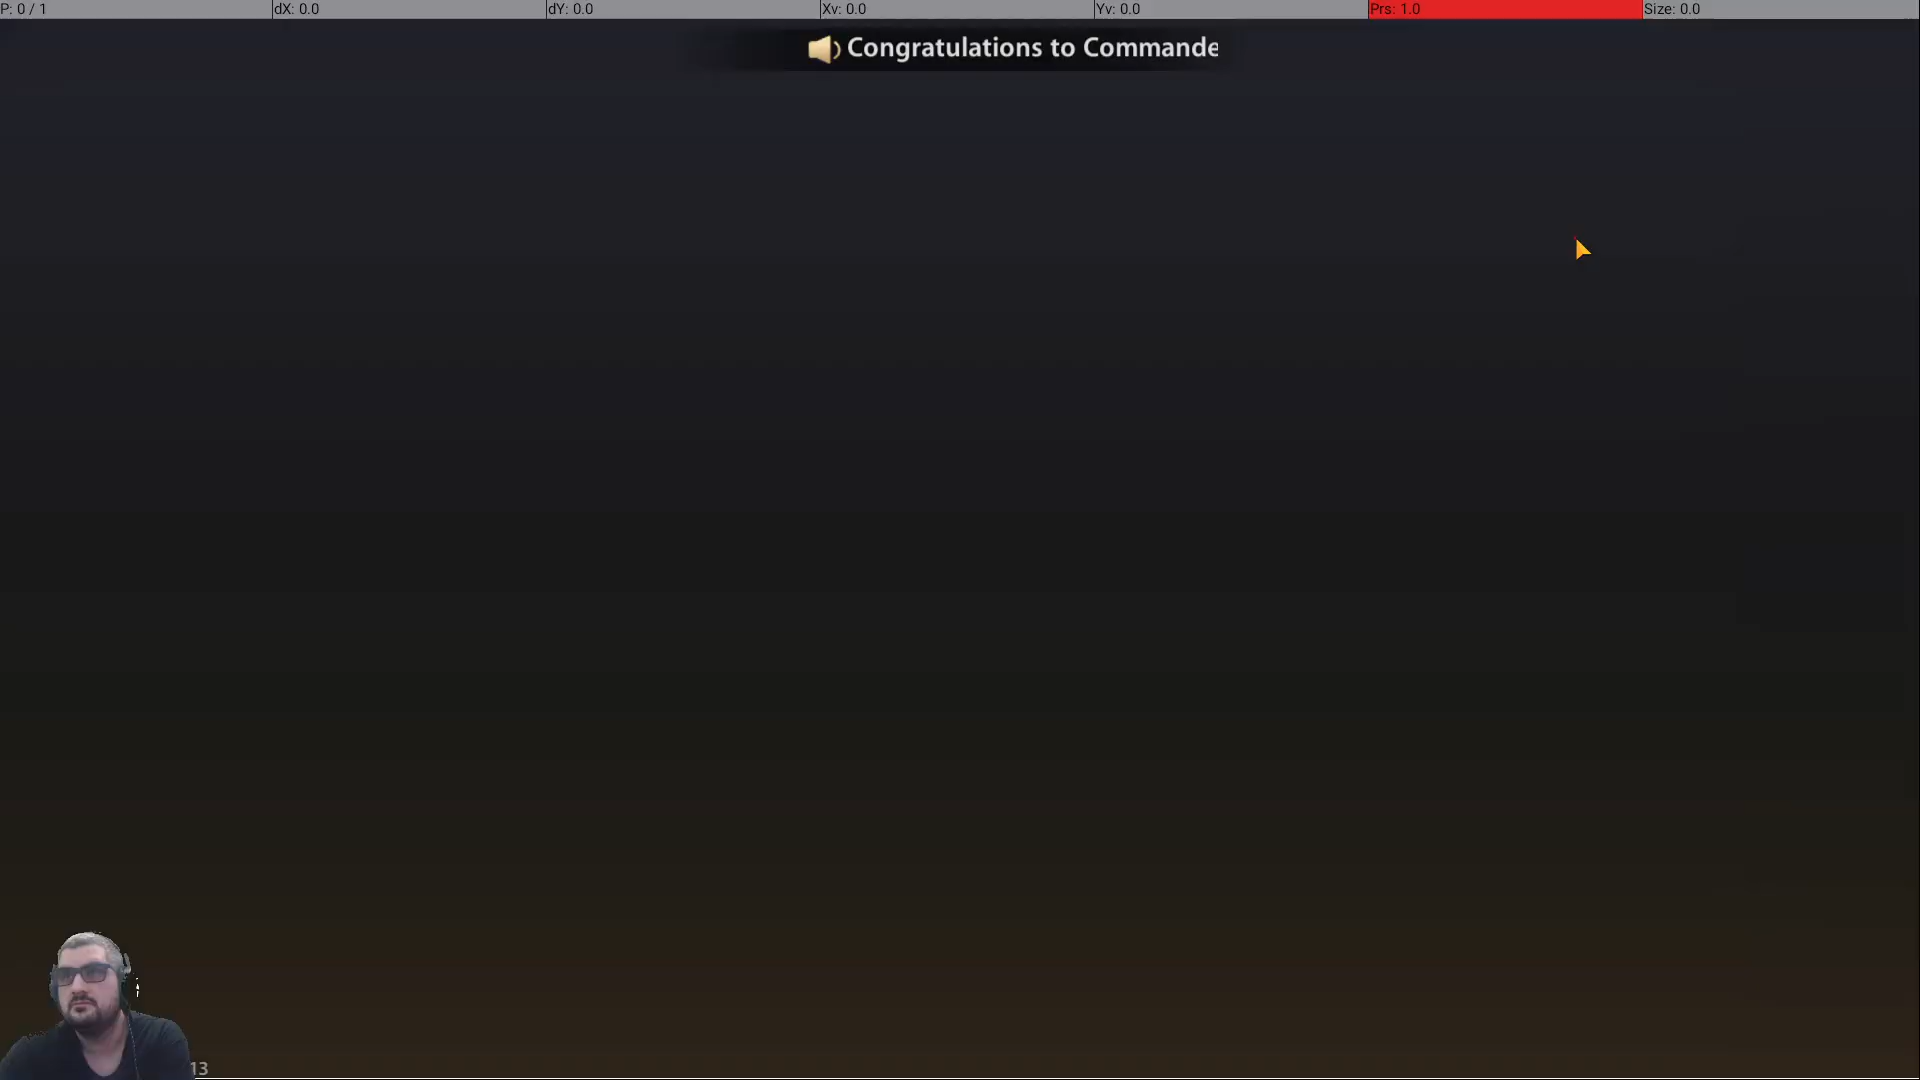 P: 0 / 1 dX: 0.0 dY: 0.0 Xv: 0.0 Yv: 0.0 Prs: 1.0 Size: 0.0
Congratulations to Commande
13